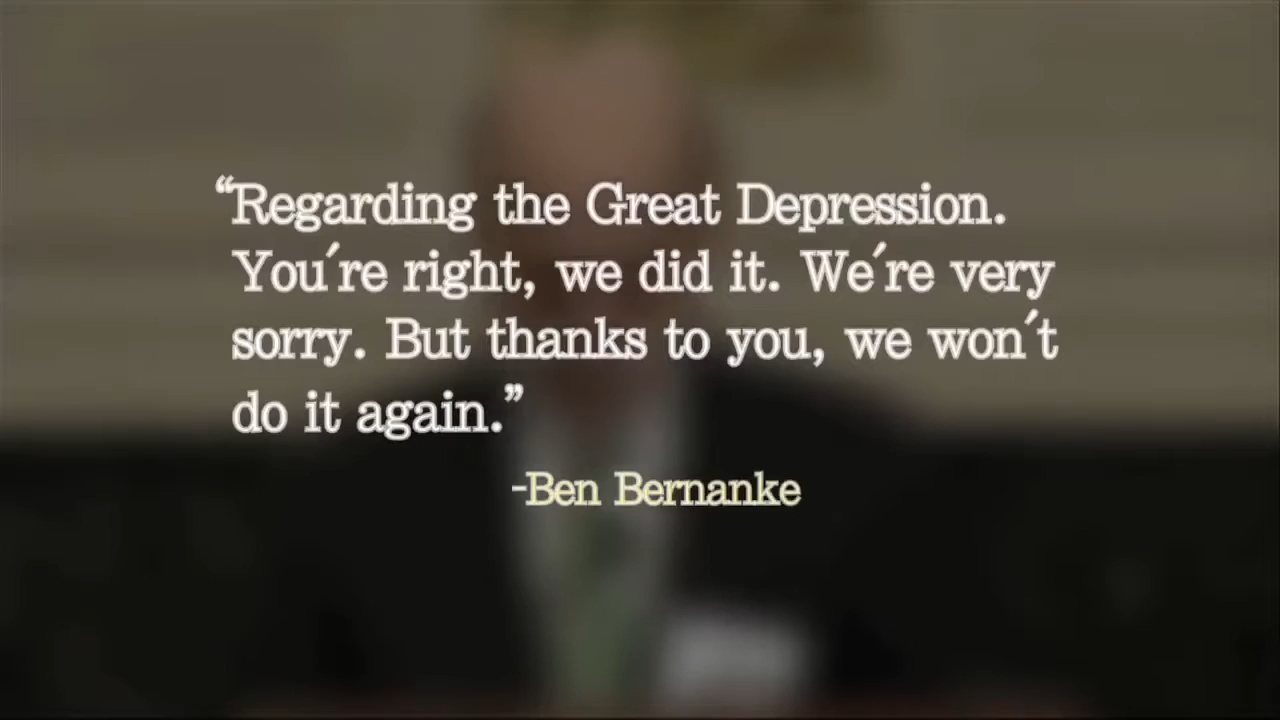 “Regarding the Great Depression.
You´re right, we did it. We´re very
sorry. But thanks to you, we won´t
do it again.”
-Ben Bernanke